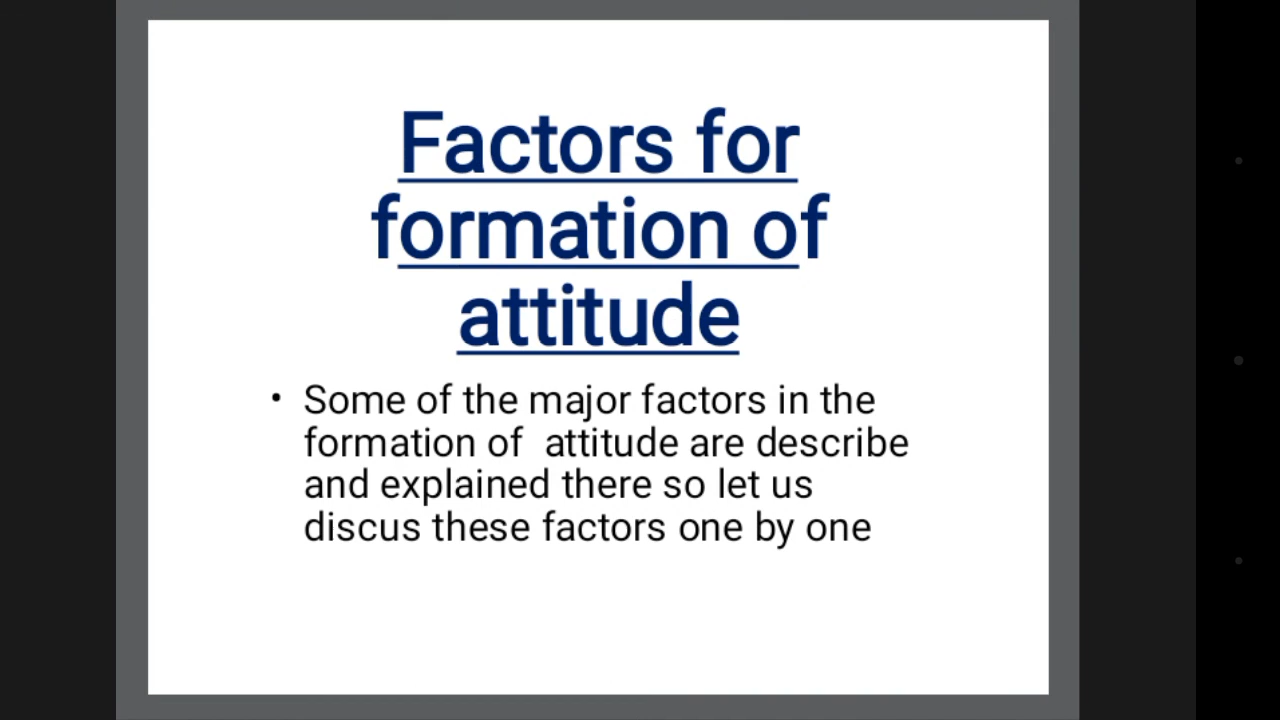 Factors for
formation of
attitude
• Some of the major factors in the
formation of  attitude are describe
and explained there so let us
discus these factors one by one